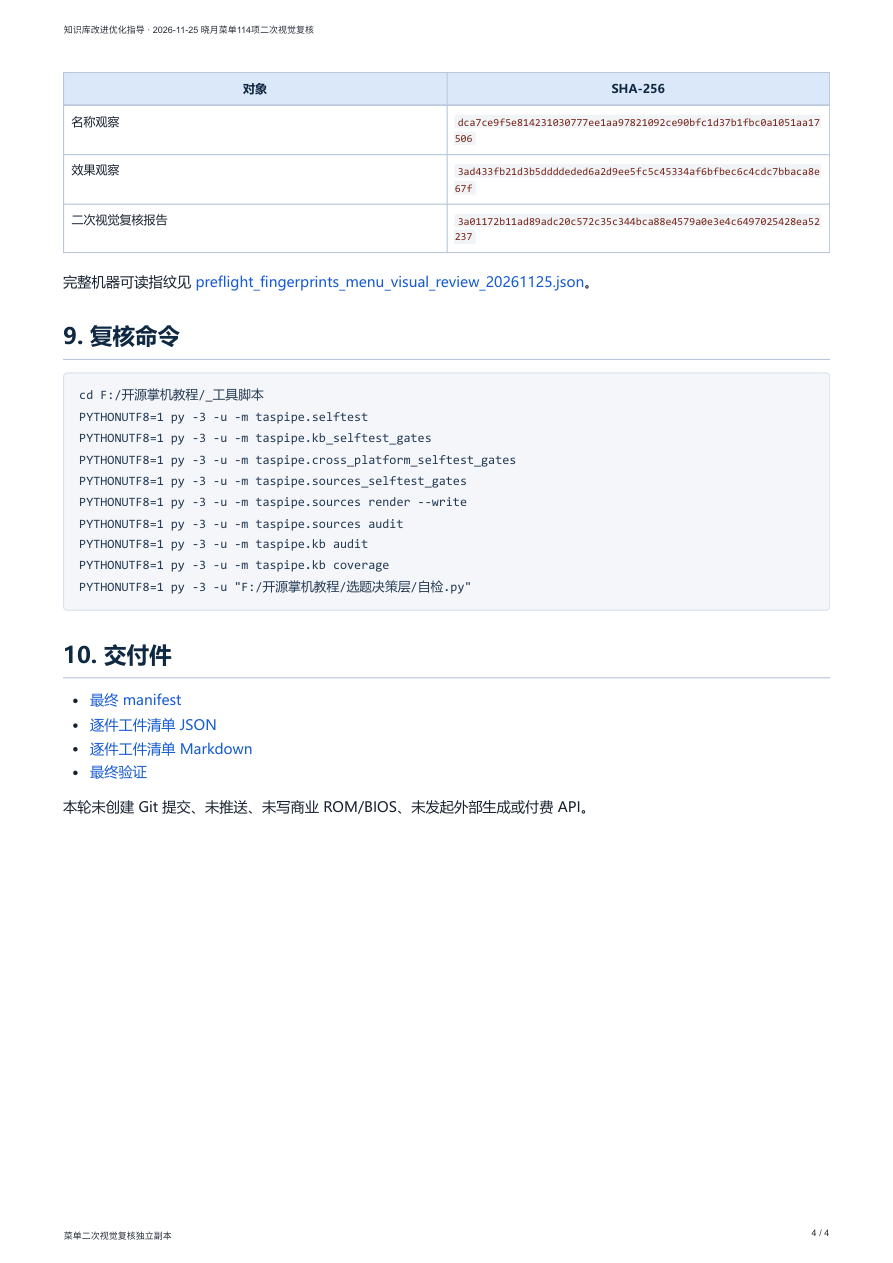 知识库改进优化指导 · 2026-11-25 晓月菜单114项二次视觉复核
对象
SHA-256
名称观察
dca7ce9f5e814231030777ee1aa97821092ce90bfc1d37b1fbc0a1051aa17
506
效果观察
3ad433fb21d3b5ddddeded6a2d9ee5fc5c45334af6bfbec6c4cdc7bbaca8e
67f
二次视觉复核报告
3a01172b11ad89adc20c572c35c344bca88e4579a0e3e4c6497025428ea52
237
完整机器可读指纹见 preflight_fingerprints_menu_visual_review_20261125.json。
9. 复核命令
cd F:/开源掌机教程/_工具脚本
PYTHONUTF8=1 py -3 -u -m taspipe.selftest
PYTHONUTF8=1 py -3 -u -m taspipe.kb_selftest_gates
PYTHONUTF8=1 py -3 -u -m taspipe.cross_platform_selftest_gates
PYTHONUTF8=1 py -3 -u -m taspipe.sources_selftest_gates
PYTHONUTF8=1 py -3 -u -m taspipe.sources render --write
PYTHONUTF8=1 py -3 -u -m taspipe.sources audit
PYTHONUTF8=1 py -3 -u -m taspipe.kb audit
PYTHONUTF8=1 py -3 -u -m taspipe.kb coverage
PYTHONUTF8=1 py -3 -u "F:/开源掌机教程/选题决策层/自检.py"
10. 交付件
• 最终 manifest
• 逐件工件清单 JSON
• 逐件工件清单 Markdown
• 最终验证
本轮未创建 Git 提交、未推送、未写商业 ROM/BIOS、未发起外部生成或付费 API。
菜单二次视觉复核独立副本
4 / 4